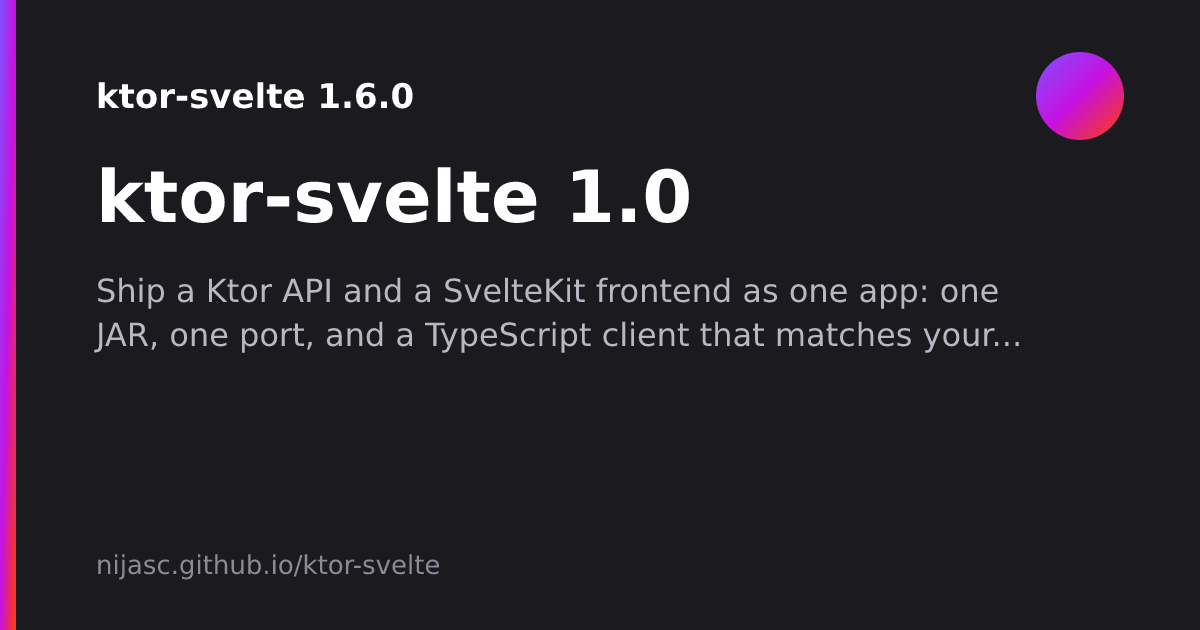 ktor-svelte 1.6.0
ktor-svelte 1.0
Ship a Ktor API and a SvelteKit frontend as one app: one
JAR, one port, and a TypeScript client that matches your...
nijasc.github.io/ktor-svelte